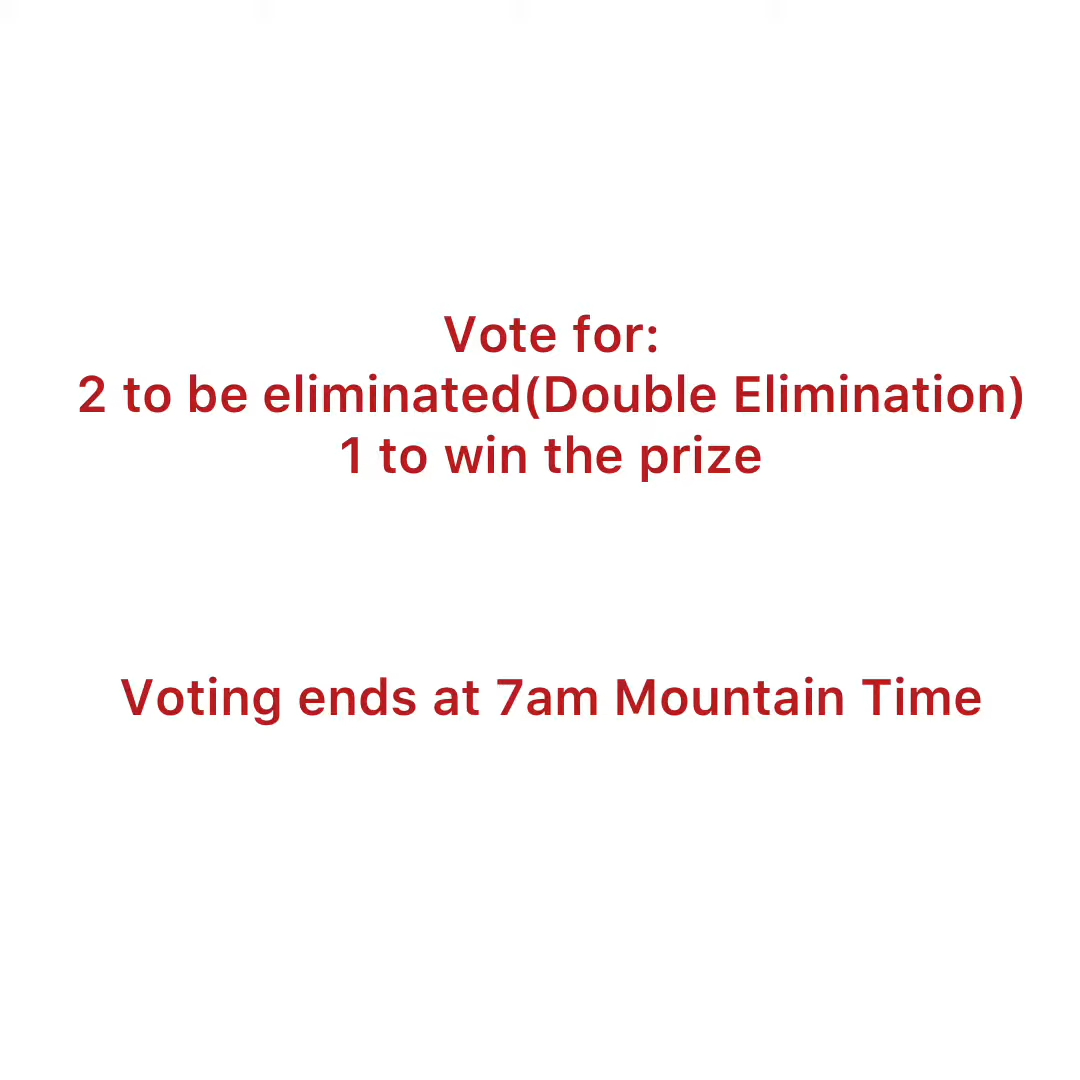 Vote for:
2 to be eliminated(Double Elimination)
1 to win the prize
Voting ends at 7am Mountain Time